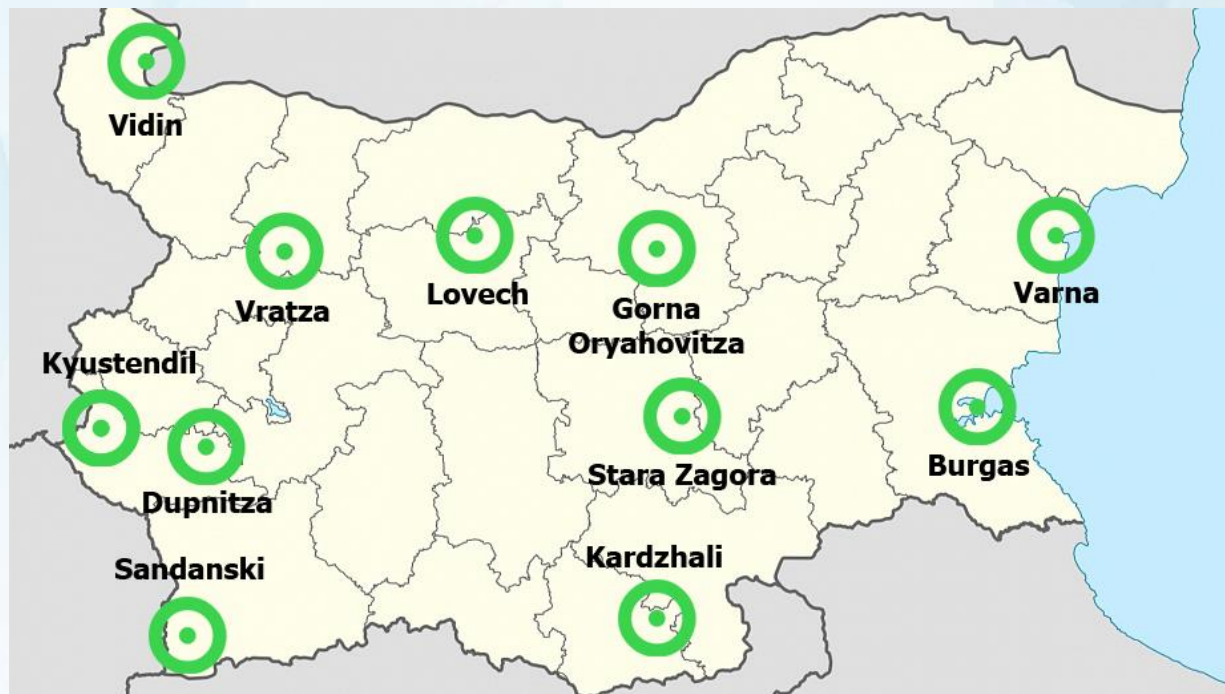 Vidin
Vratza
Lovech
Gorna
Oryahovitza
Varna
Kyustendil
Dupnitza
Stara Zagora
Burgas
Sandanski
Kardzhali